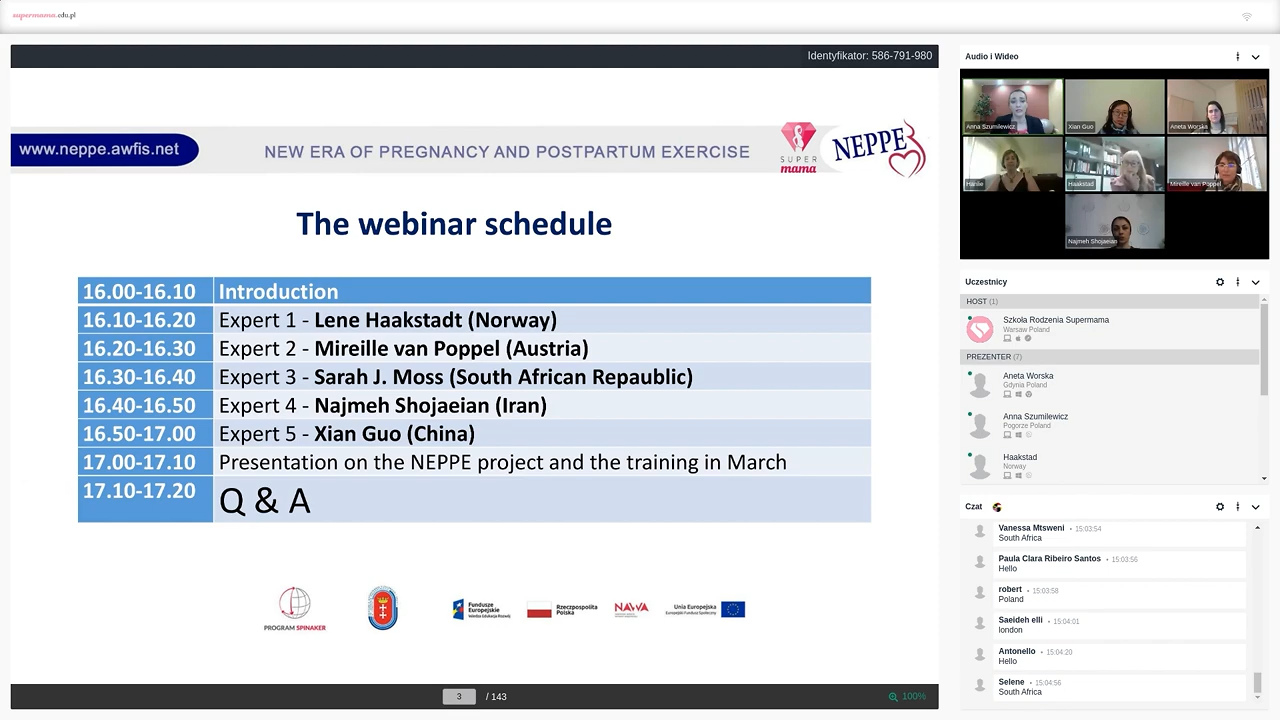 supermama.edu.pl
Identyfikator: 586-791-980
www.neppe.awfis.net
NEW ERA OF PREGNANCY AND POSTPARTUM EXERCISE
SUPER
mama
NEPPE
The webinar schedule
16.00-16.10 Introduction
16.10-16.20 Expert 1 - Lene Haakstadt (Norway)
16.20-16.30 Expert 2 - Mireille van Poppel (Austria)
16.30-16.40 Expert 3 - Sarah J. Moss (South African Repaublic)
16.40-16.50 Expert 4 - Najmeh Shojaeian (Iran)
16.50-17.00 Expert 5 - Xian Guo (China)
17.00-17.10 Presentation on the NEPPE project and the training in March
17.10-17.20 Q & A
PROGRAM SPINAKER
Fundusze
Europejskie
Wiedza Edukacja Rozwój
Rzeczpospolita
Polska
NAWA
Unia Europejska
Europejski Fundusz Społeczny
3 / 143
100%
Audio i Wideo
Anna Szumilewicz
Xian Guo
Aneta Worska
Hanlie
Haakstad
Mireille van Poppel
Najmeh Shojaeian
Uczestnicy
HOST (1)
Szkoła Rodzenia Supermama
Warsaw Poland
PREZENTER (7)
Aneta Worska
Gdynia Poland
Anna Szumilewicz
Pogorze Poland
Haakstad
Norway
Czat
Vanessa Mtsweni • 15:03:54
South Africa
Paula Clara Ribeiro Santos • 15:03:56
Hello
robert • 15:03:58
Poland
Saeideh elli • 15:04:01
london
Antonello • 15:04:20
Hello
Selene • 15:04:56
South Africa